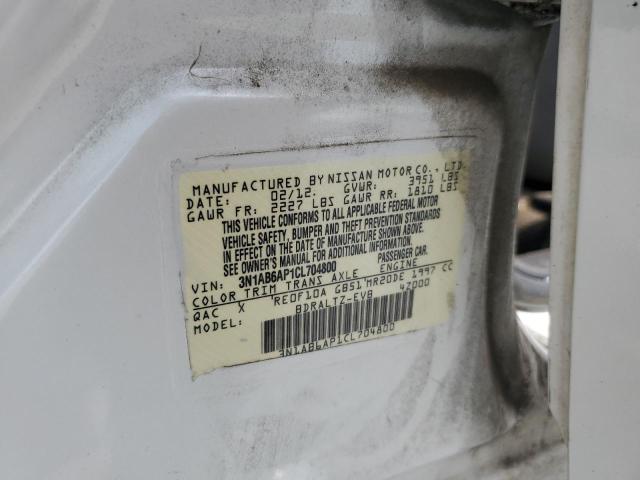 MANUFACTURED BY NISSAN MOTOR CO., LTD.
DATE: 02/12. GVWR: 3951 LBS
GAWR FR: 2227 LBS GAWR RR: 1810 LBS
THIS VEHICLE CONFORMS TO ALL APPLICABLE FEDERAL MOTOR
VEHICLE SAFETY, BUMPER AND THEFT PREVENTION STANDARDS
IN EFFECT ON THE DATE OF MANUFACTURE SHOWN ABOVE.
SEE OWNER'S MANUAL FOR ADDITIONAL INFORMATION.
VIN: 3N1AB6AP1CL704800 PASSENGER CAR.
COLOR TRIM TRANS AXLE ENGINE
QAC X RE0F10A GB51 MR20DE 1997 CC
MODEL: BDRALTZ-EVB 4Z000
3N1AB6AP1CL704800